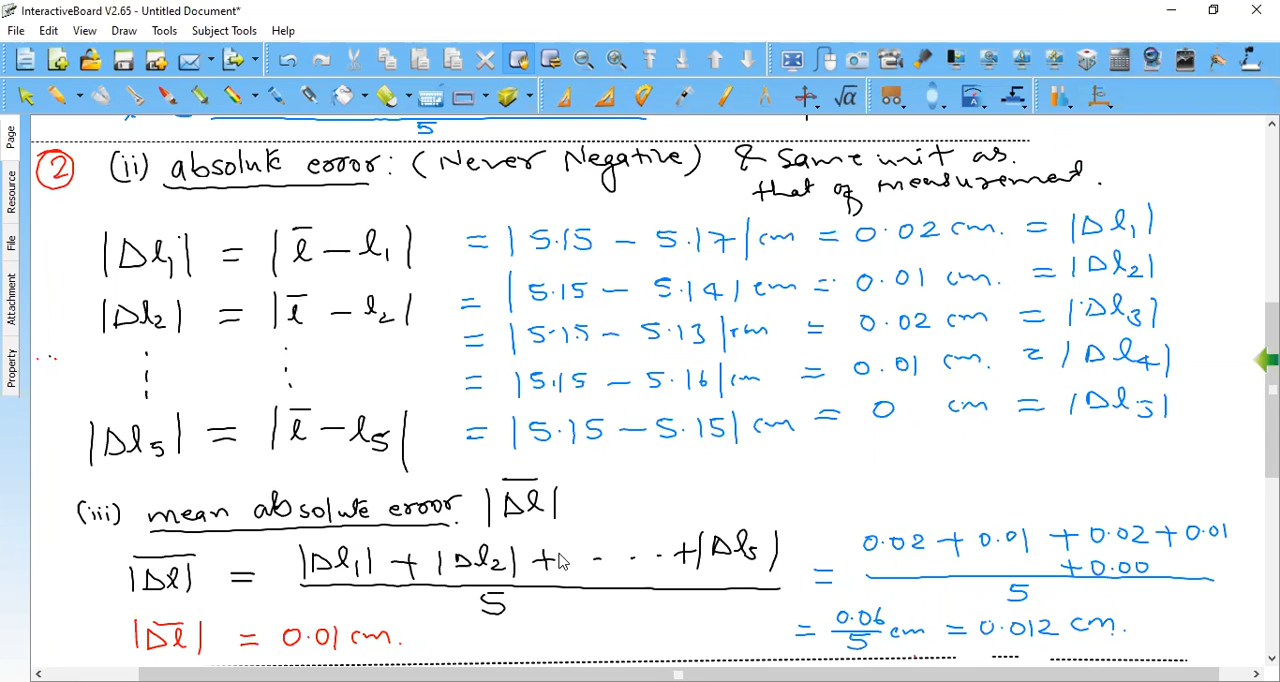 InteractiveBoard V2.65 - Untitled Document*
File Edit View Draw Tools Subject Tools Help
5
② (ii) absolute error: (Never Negative) & same unit as
that of measurement.
|Δl₁| = |l̅ - l₁| = |5.15 - 5.17| cm = 0.02 cm. = |Δl₁|
|Δl₂| = |l̅ - l₂| = |5.15 - 5.14| cm = 0.01 cm. = |Δl₂|
= |5.15 - 5.13| cm = 0.02 cm = |Δl₃|
= |5.15 - 5.16| cm = 0.01 cm. = |Δl₄|
|Δl₅| = |l̅ - l₅| = |5.15 - 5.15| cm = 0 cm = |Δl₅|
(iii) mean absolute error. |Δl̅|
|Δl̅| = |Δl₁| + |Δl₂| + ... + |Δl₅| / 5 = 0.02 + 0.01 + 0.02 + 0.01 + 0.00 / 5
|Δl̅| = 0.01 cm. = 0.06/5 cm = 0.012 cm.
Page
Resource
File
Attachment
Property